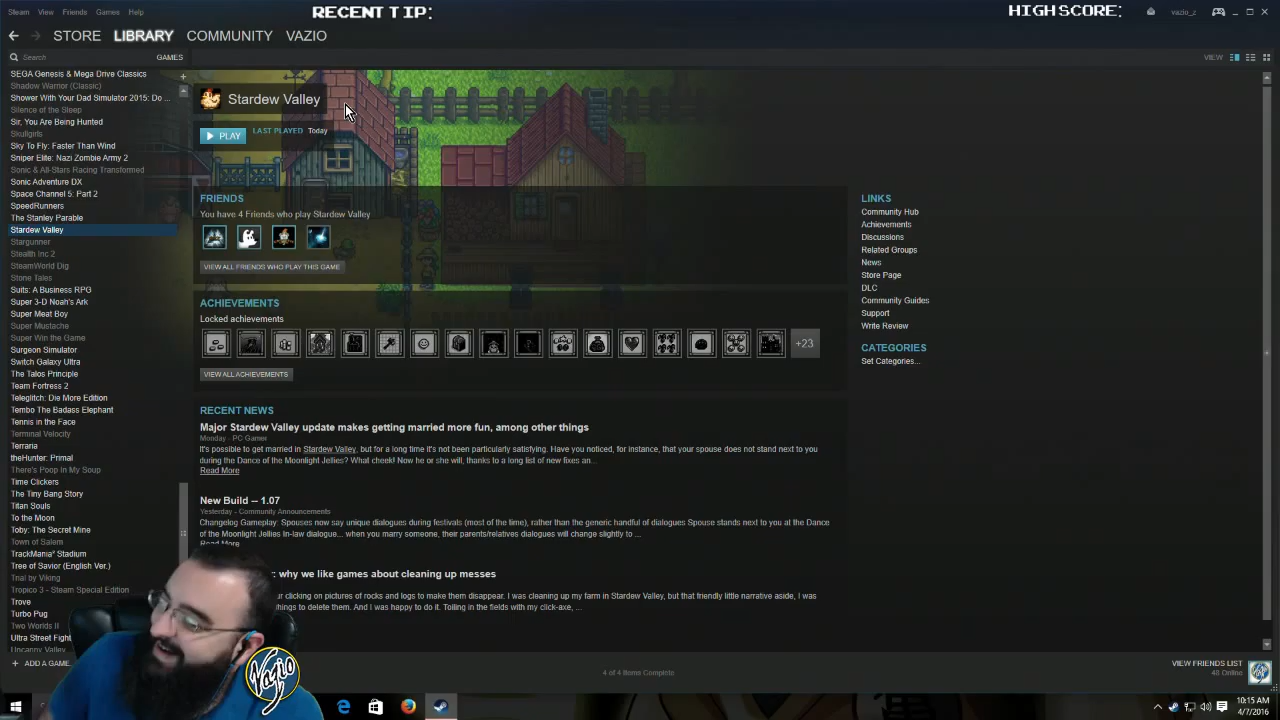 RECENT TIP:
HIGH SCORE:
Steam View Friends Games Help
vazio_z
STORE LIBRARY COMMUNITY VAZIO
Search
GAMES
VIEW
SEGA Genesis & Mega Drive Classics
Shadow Warrior (Classic)
Shower With Your Dad Simulator 2015: Do ...
Silence of the Sleep
Sir, You Are Being Hunted
Skullgirls
Sky To Fly: Faster Than Wind
Sniper Elite: Nazi Zombie Army 2
Sonic & All-Stars Racing Transformed
Sonic Adventure DX
Space Channel 5: Part 2
SpeedRunners
The Stanley Parable
Stardew Valley
Stargunner
Stealth Inc 2
SteamWorld Dig
Stone Tales
Suits: A Business RPG
Super 3-D Noah's Ark
Super Meat Boy
Super Mustache
Super Win the Game
Surgeon Simulator
Switch Galaxy Ultra
The Talos Principle
Team Fortress 2
Teleglitch: Die More Edition
Tembo The Badass Elephant
Tennis in the Face
Terminal Velocity
Terraria
theHunter: Primal
There's Poop In My Soup
Time Clickers
The Tiny Bang Story
Titan Souls
To the Moon
Toby: The Secret Mine
Town of Salem
TrackMania² Stadium
Tree of Savior (English Ver.)
Trial by Viking
Tropico 3 - Steam Special Edition
Trove
Turbo Pug
Two Worlds II
Ultra Street Fight
Uncanny Valley
+ ADD A GAME...
Stardew Valley
PLAY
LAST PLAYED Today
FRIENDS
You have 4 Friends who play Stardew Valley
VIEW ALL FRIENDS WHO PLAY THIS GAME
ACHIEVEMENTS
Locked achievements
+23
VIEW ALL ACHIEVEMENTS
RECENT NEWS
Major Stardew Valley update makes getting married more fun, among other things
Monday - PC Gamer
It's possible to get married in Stardew Valley, but for a long time it's not been particularly satisfying. Have you noticed, for instance, that your spouse does not stand next to you
during the Dance of the Moonlight Jellies? What cheek! Now he or she will, thanks to a long list of new fixes an...
Read More
New Build -- 1.07
Yesterday - Community Announcements
Changelog Gameplay: Spouses now say unique dialogues during festivals (most of the time), rather than the generic handful of dialogues Spouse stands next to you at the Dance
of the Moonlight Jellies In-law dialogue... when you marry someone, their parents/relatives dialogues will change slightly to ...
Read More
: why we like games about cleaning up messes
ur clicking on pictures of rocks and logs to make them disappear. I was cleaning up my farm in Stardew Valley, but that friendly little narrative aside, I was
hings to delete them. And I was happy to do it. Toiling in the fields with my click-axe, ...
LINKS
Community Hub
Achievements
Discussions
Related Groups
News
Store Page
DLC
Community Guides
Support
Write Review
CATEGORIES
Set Categories...
4 of 4 Items Complete
VIEW FRIENDS LIST
48 Online
Vazio
10:15 AM
4/7/2016